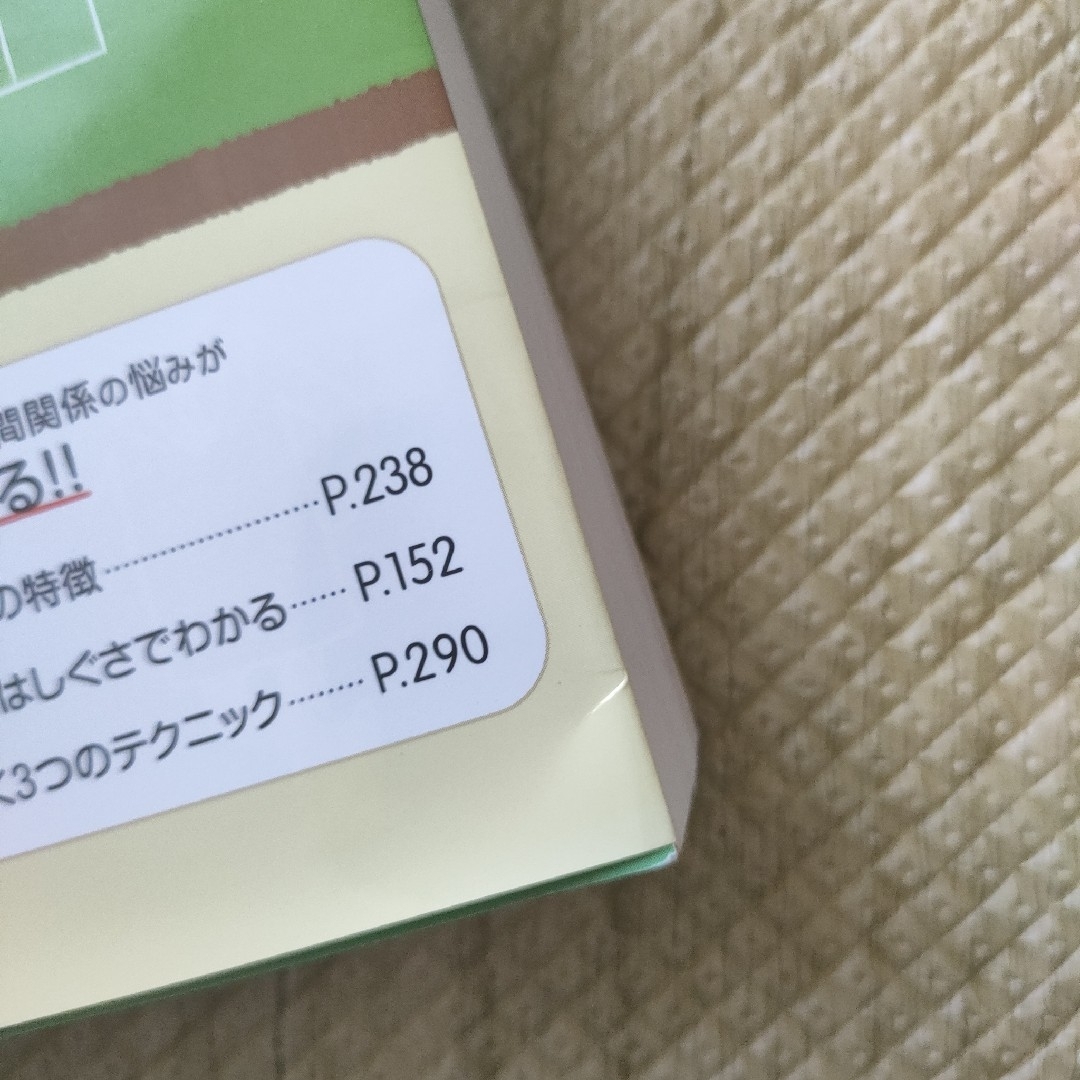 間関係の悩みが
る!!
の特徴 P.238
はしぐさでわかる P.152
く3つのテクニック P.290